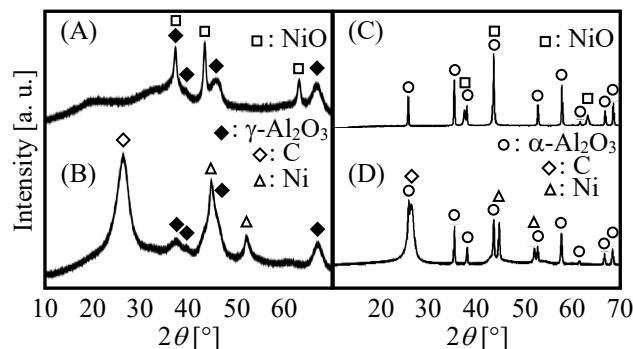 (A)
□: NiO
(C)
□: NiO
◆: γ-Al₂O₃
○: α-Al₂O₃
◇: C
◇: C
(B)
△: Ni
(D)
△: Ni
Intensity [a. u.]
10 20 30 40 50 60
20 30 40 50 60 70
2θ [°]
2θ [°]